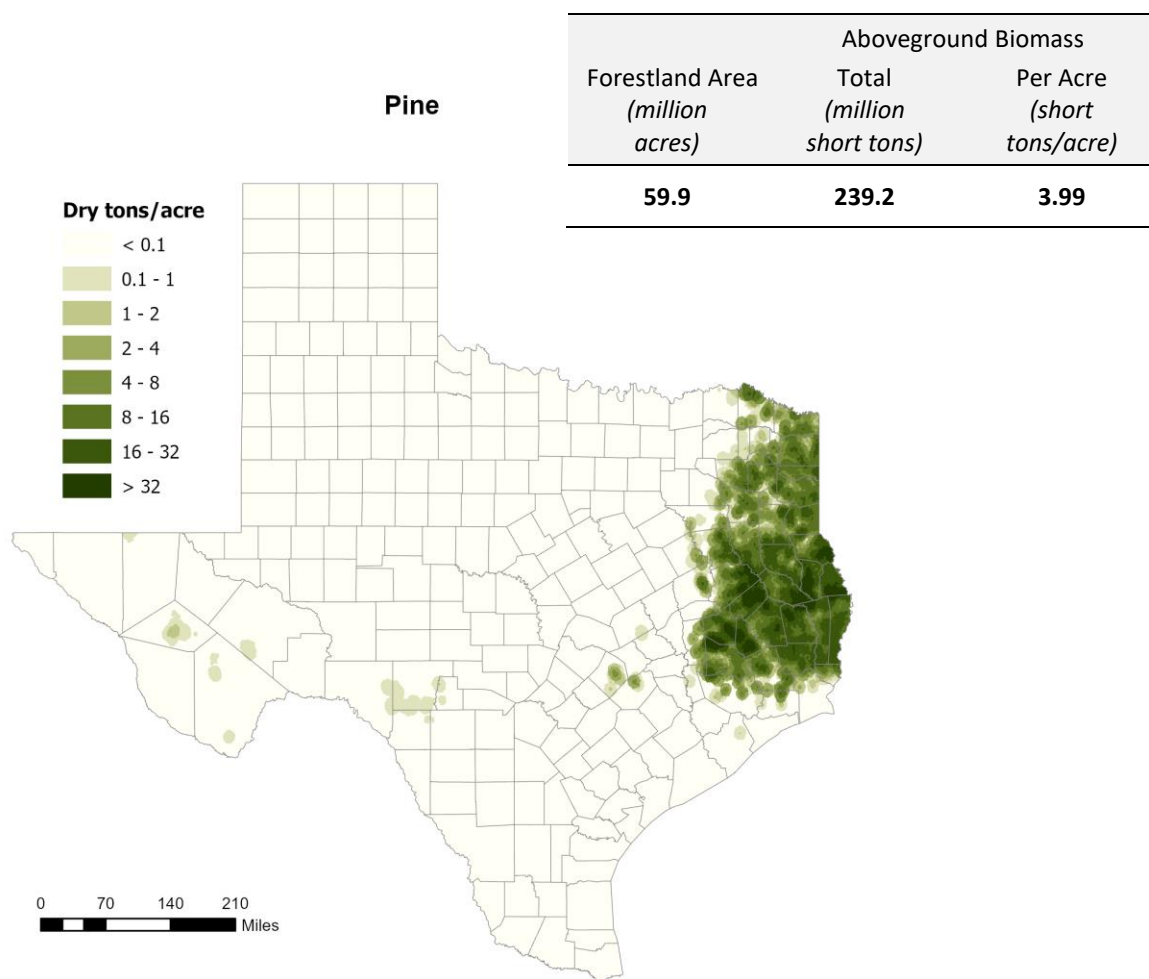 Aboveground Biomass
Forestland Area Total Per Acre
(million (million (short
acres) short tons) tons/acre)
59.9 239.2 3.99
Pine
Dry tons/acre
< 0.1
0.1 - 1
1 - 2
2 - 4
4 - 8
8 - 16
16 - 32
> 32
0 70 140 210
Miles